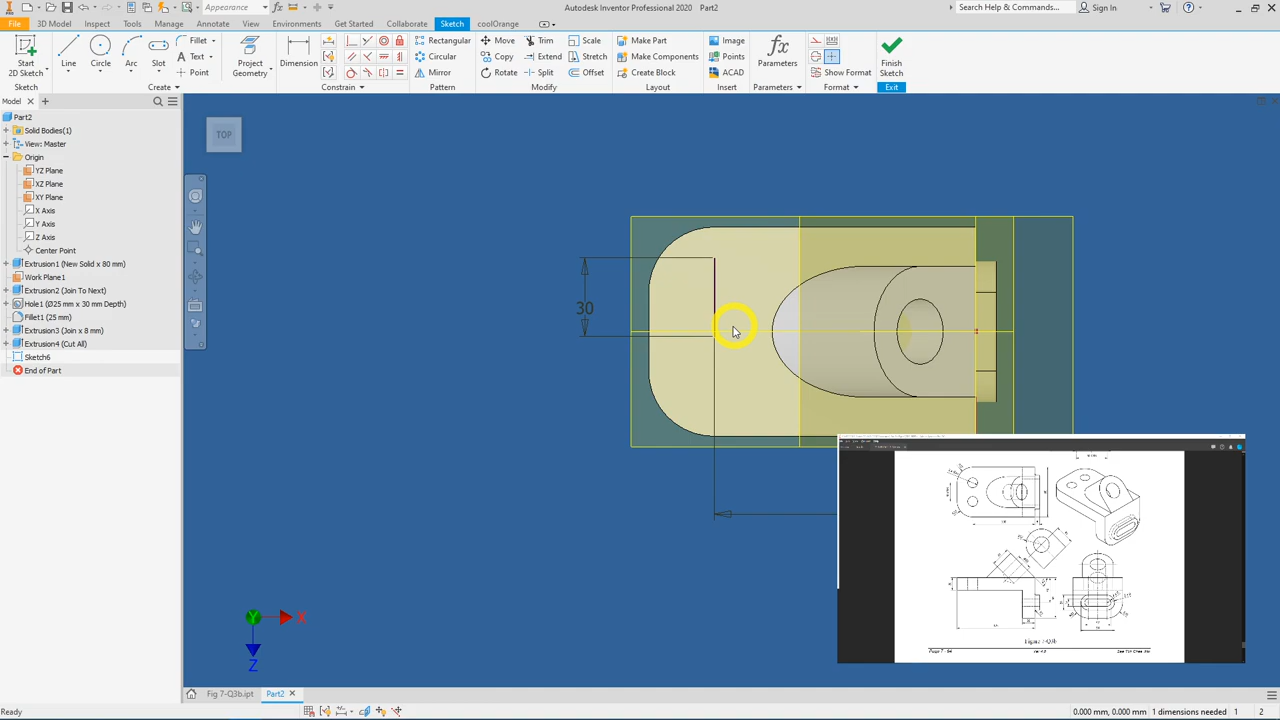 Appearance
Autodesk Inventor Professional 2020 Part2
Search Help & Commands...
Sign In
File 3D Model Sketch Inspect Tools Manage Annotate View Environments Get Started Collaborate Sketch coolOrange
Start
2D Sketch
Line
Circle
Arc
Slot
Fillet
Text
Point
Project
Geometry
Dimension
Rectangular
Circular
Mirror
Move
Copy
Rotate
Trim
Extend
Split
Scale
Stretch
Offset
Make Part
Make Components
Create Block
Image
Points
ACAD
Parameters
Show Format
Finish
Sketch
Sketch Create Constrain Pattern Modify Layout Insert Parameters Format Exit
Model
Part2
Solid Bodies(1)
View: Master
Origin
YZ Plane
XZ Plane
XY Plane
X Axis
Y Axis
Z Axis
Center Point
Extrusion1 (New Solid x 80 mm)
Work Plane1
Extrusion2 (Join To Next)
Hole1 (Ø25 mm x 30 mm Depth)
Fillet1 (25 mm)
Extrusion3 (Join x 8 mm)
Extrusion4 (Cut All)
Sketch6
End of Part
TOP
30
X
Y
Z
Figure 7-Q3b
Fig 7-Q3b.ipt
Part2
Ready
0.000 mm, 0.000 mm 1 dimensions needed 1 2